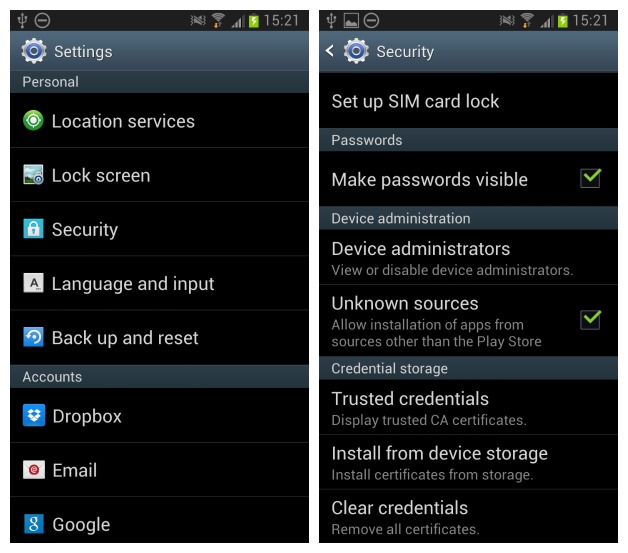 15:21
Settings
Personal
Location services
Lock screen
Security
Language and input
Back up and reset
Accounts
Dropbox
Email
Google
15:21
Security
Set up SIM card lock
Passwords
Make passwords visible
Device administration
Device administrators
View or disable device administrators.
Unknown sources
Allow installation of apps from
sources other than the Play Store
Credential storage
Trusted credentials
Display trusted CA certificates.
Install from device storage
Install certificates from storage.
Clear credentials
Remove all certificates.